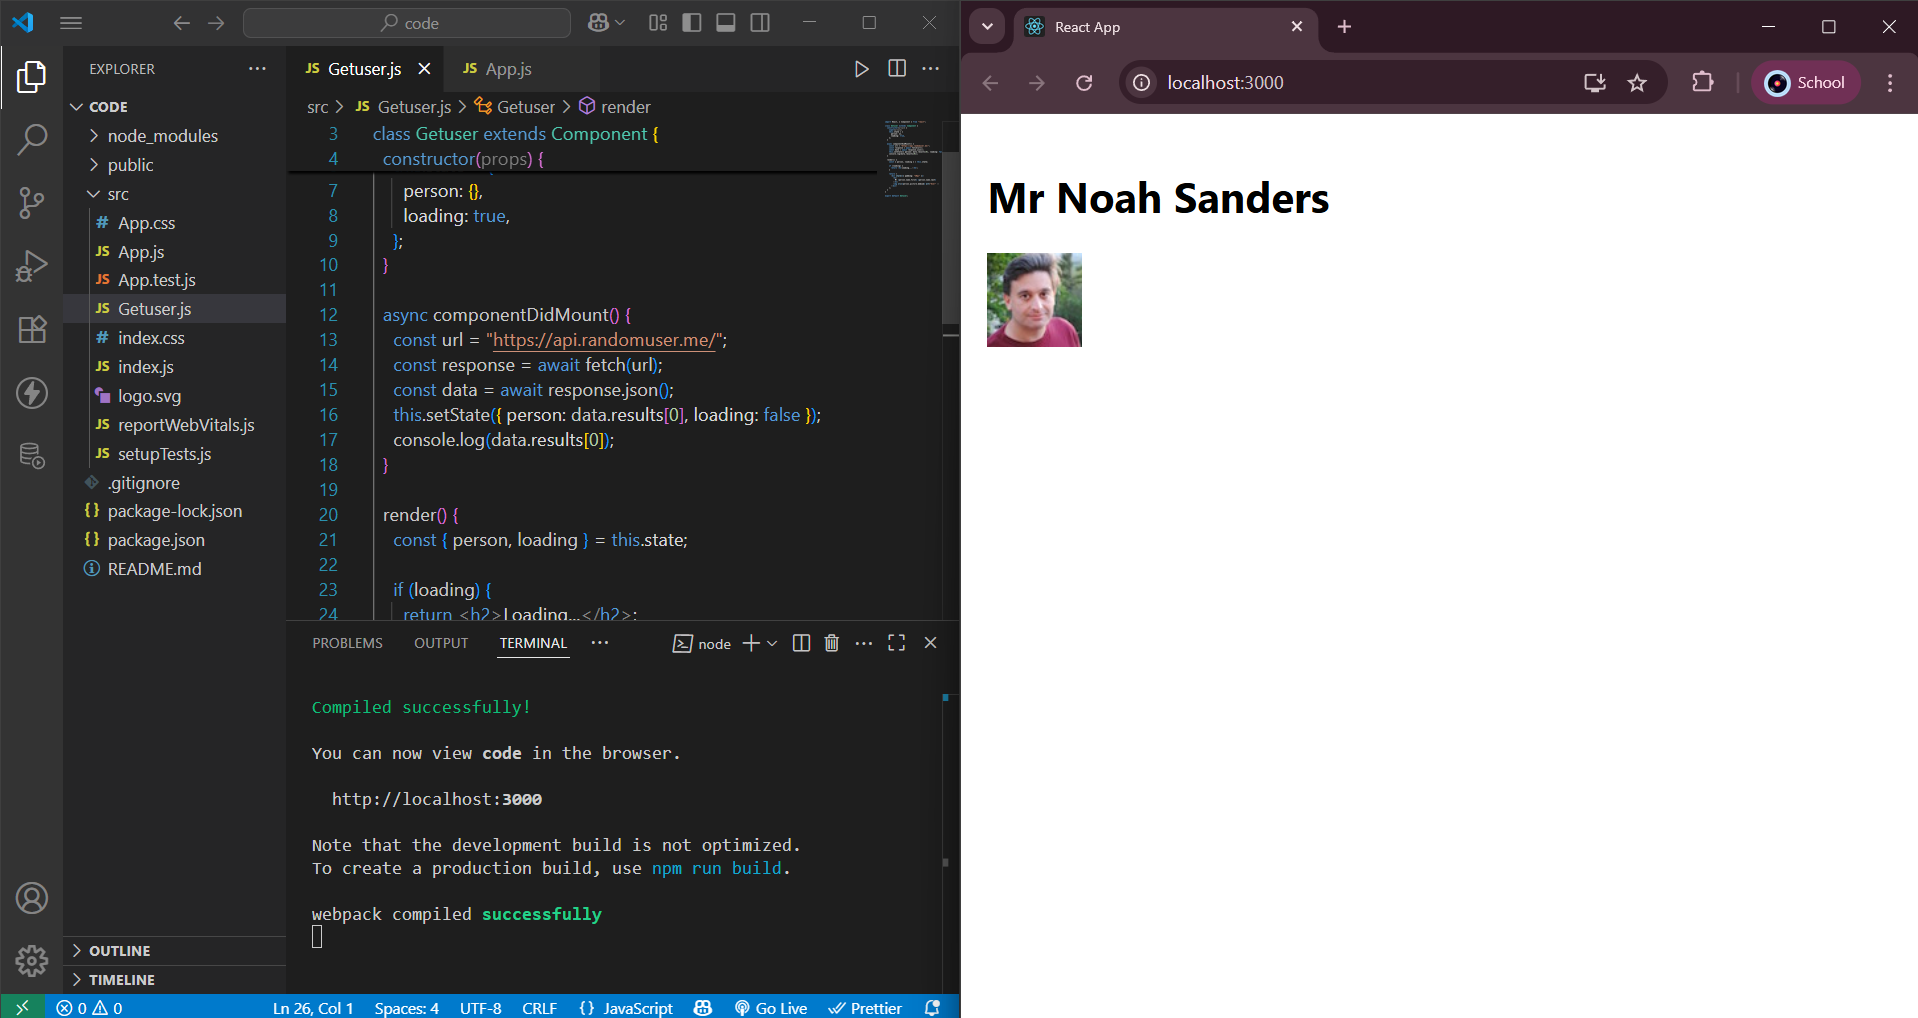 code
EXPLORER
CODE
node_modules
public
src
# App.css
JS App.js
JS App.test.js
JS Getuser.js
# index.css
JS index.js
logo.svg
JS reportWebVitals.js
JS setupTests.js
.gitignore
{} package-lock.json
{} package.json
README.md
OUTLINE
TIMELINE
JS Getuser.js
JS App.js
src > JS Getuser.js > Getuser > render
3 class Getuser extends Component {
4 constructor(props) {
7 person: {},
8 loading: true,
9 };
10 }
11
12 async componentDidMount() {
13 const url = "https://api.randomuser.me/";
14 const response = await fetch(url);
15 const data = await response.json();
16 this.setState({ person: data.results[0], loading: false });
17 console.log(data.results[0]);
18 }
19
20 render() {
21 const { person, loading } = this.state;
22
23 if (loading) {
24 return <h2>Loading...</h2>;
PROBLEMS OUTPUT TERMINAL
node
Compiled successfully!
You can now view code in the browser.
http://localhost:3000
Note that the development build is not optimized.
To create a production build, use npm run build.
webpack compiled successfully
0 0 Ln 26, Col 1 Spaces: 4 UTF-8 CRLF {} JavaScript Go Live Prettier
React App
localhost:3000
School
Mr Noah Sanders